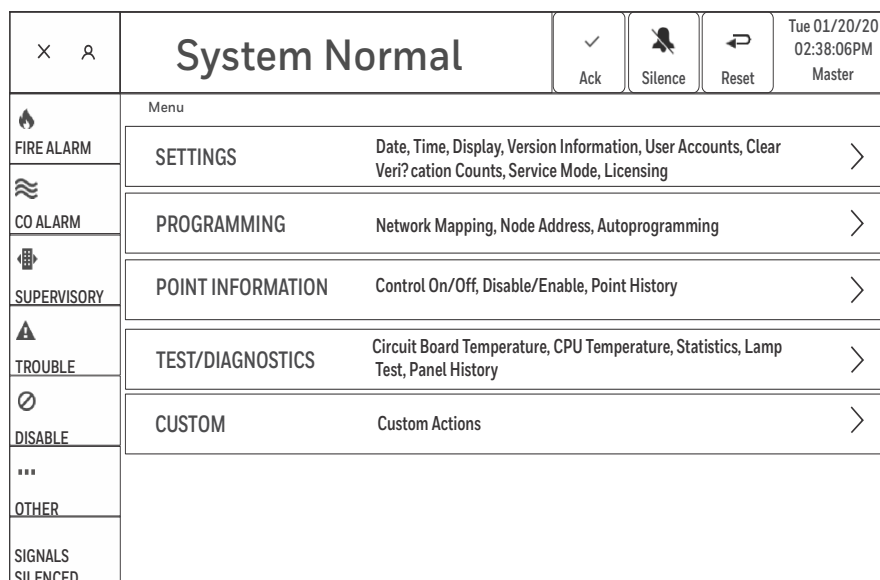 System Normal
Ack
Silence
Reset
Tue 01/20/20
02:38:06PM
Master
FIRE ALARM
CO ALARM
SUPERVISORY
TROUBLE
DISABLE
OTHER
SIGNALS
SILENCED
Menu
SETTINGS
Date, Time, Display, Version Information, User Accounts, Clear
Veri? cation Counts, Service Mode, Licensing
PROGRAMMING
Network Mapping, Node Address, Autoprogramming
POINT INFORMATION
Control On/Off, Disable/Enable, Point History
TEST/DIAGNOSTICS
Circuit Board Temperature, CPU Temperature, Statistics, Lamp
Test, Panel History
CUSTOM
Custom Actions